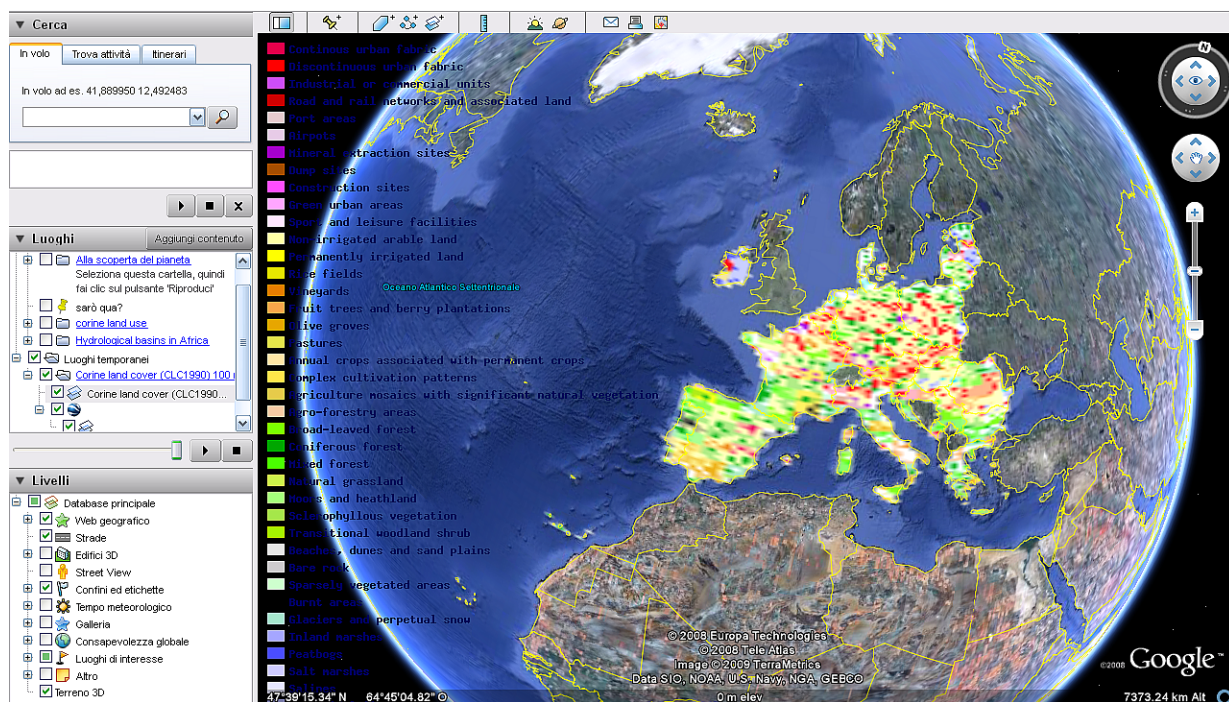 Cerca
In volo
Trova attività
Itinerari
In volo ad es. 41,889950 12,492483
Luoghi
Aggiungi contenuto
Alla scoperta del pianeta
Seleziona questa cartella, quindi
fai clic sul pulsante 'Riproduci'
sarò qua?
corine land use
Hydrological basins in Africa
Luoghi temporanei
Corine land cover (CLC1990) 100
Corine land cover (CLC1990...
Livelli
Database principale
Web geografico
Strade
Edifici 3D
Street View
Confini ed etichette
Tempo meteorologico
Galleria
Consapevolezza globale
Luoghi di interesse
Altro
Terreno 3D
Continue urban fabric
Discontinuous urban fabric
Industrial or commercial units
Road and rail networks and associated land
Port areas
Mineral extraction sites
Dump sites
Construction sites
Green urban areas
Sport and leisure facilities
Non-irrigated arable land
Permanently irrigated land
Rice fields
Vineyards
Fruit trees and berry plantations
Olive groves
Pastures
Annual crops associated with permanent crops
Complex cultivation patterns
Agriculture mosaics with significant natural vegetation
Agro-forestry areas
Broad-leaved forest
Coniferous forest
Mixed forest
Natural grassland
Moors and heathland
Sclerophyllous vegetation
Transitional woodland shrub
Beaches, dunes and sand plains
Bare rock
Sparsely vegetated areas
Burnt areas
Glaciers and perpetual snow
Inland marshes
Peatbogs
Salt marshes
Oceano Atlantico Settentrionale
N
© 2008 Europa Technologies
© 2008 Tele Atlas
Image © 2009 TerraMetrics
Data SIO, NOAA, U.S. Navy, NGA, GEBCO
©2008 Google™
47°39'15.34" N 64°45'04.82" O
0 m elev
7373.24 km Alt